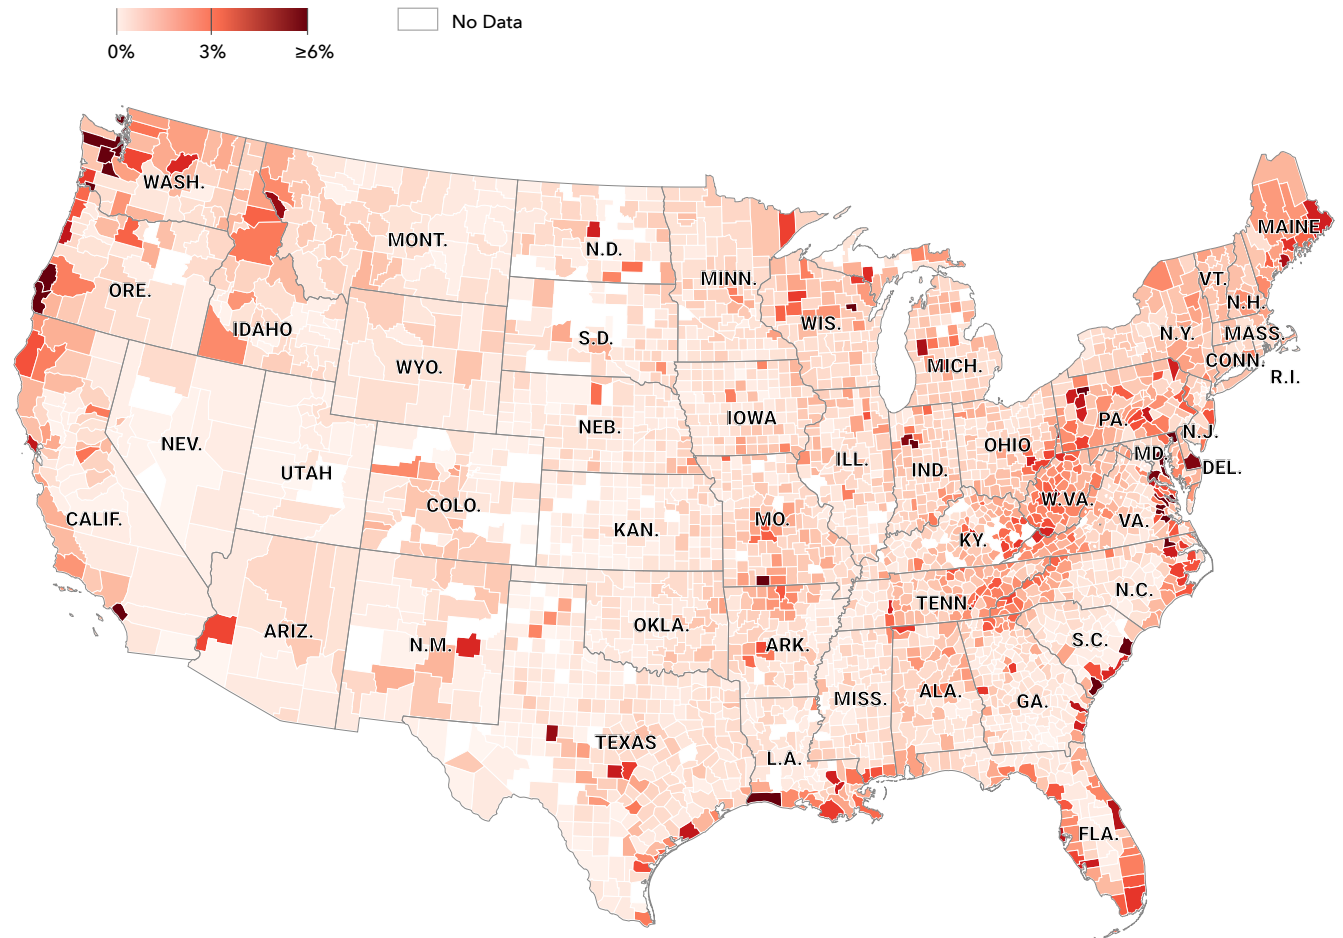 No Data
0% 3% ≥6%
WASH.
MAINE
MONT.
N.D.
VT.
MINN.
ORE.
N.H.
WIS.
IDAHO
N.Y.
MASS.
S.D.
CONN.
WYO.
MICH.
R.I.
IOWA
PA.
NEB.
N.J.
NEV.
OHIO
MD.
ILL.
DEL.
UTAH
IND.
W.VA.
COLO.
CALIF.
MO.
VA.
KAN.
KY.
N.C.
TENN.
ARIZ.
OKLA.
S.C.
N.M.
ARK.
ALA.
MISS.
GA.
TEXAS
L.A.
FLA.